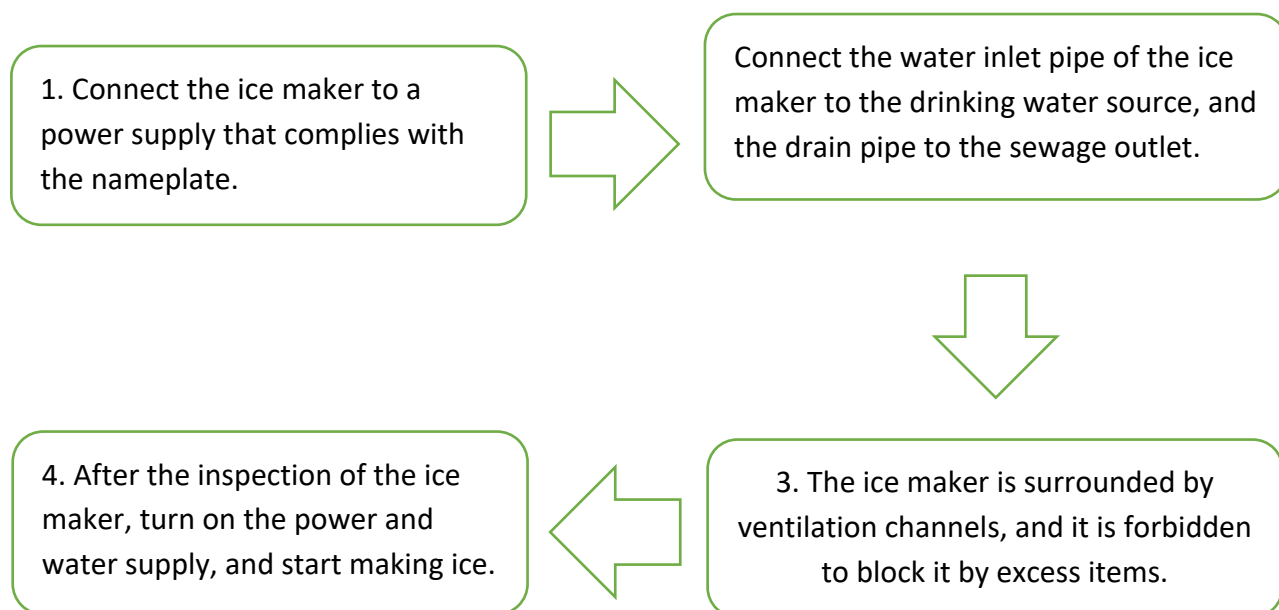 1. Connect the ice maker to a
power supply that complies with
the nameplate.
Connect the water inlet pipe of the ice
maker to the drinking water source, and
the drain pipe to the sewage outlet.
3. The ice maker is surrounded by
ventilation channels, and it is forbidden
to block it by excess items.
4. After the inspection of the ice
maker, turn on the power and
water supply, and start making ice.